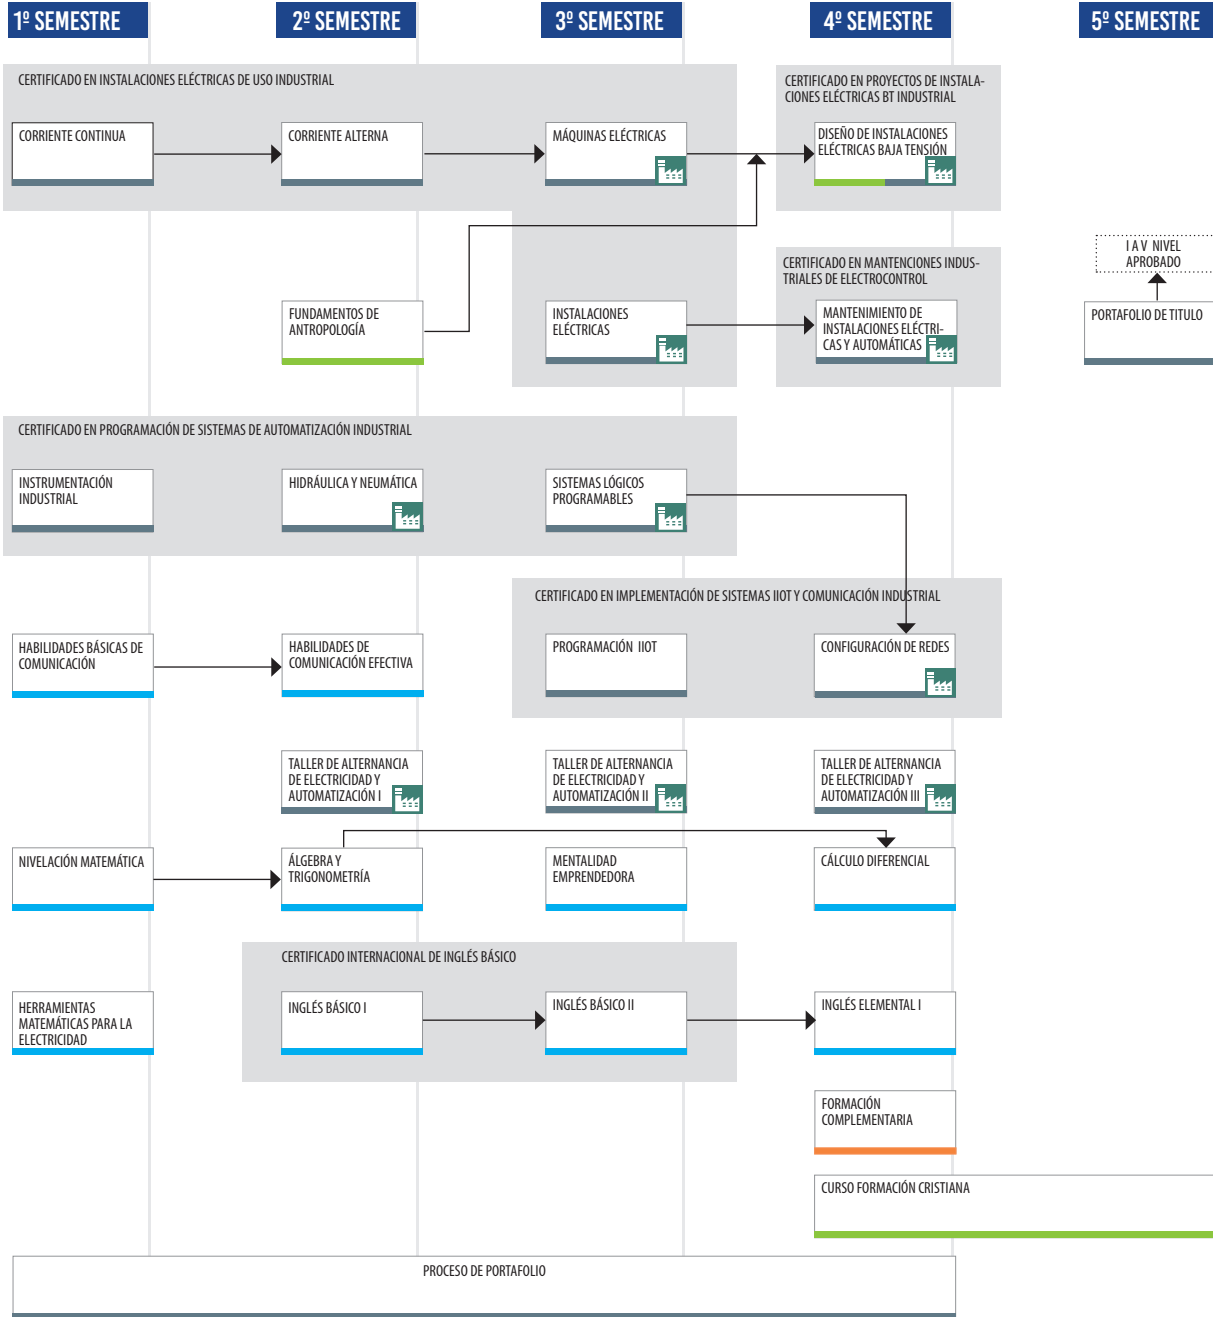 1º SEMESTRE
2º SEMESTRE
3º SEMESTRE
4º SEMESTRE
5º SEMESTRE
CERTIFICADO EN INSTALACIONES ELÉCTRICAS DE USO INDUSTRIAL
CERTIFICADO EN PROYECTOS DE INSTALA-
CIONES ELÉCTRICAS BT INDUSTRIAL
CORRIENTE CONTINUA
CORRIENTE ALTERNA
MÁQUINAS ELÉCTRICAS
DISEÑO DE INSTALACIONES
ELÉCTRICAS BAJA TENSIÓN
I A V NIVEL
APROBADO
CERTIFICADO EN MANTENCIONES INDUS-
TRIALES DE ELECTROCONTROL
FUNDAMENTOS DE
ANTROPOLOGÍA
INSTALACIONES
ELÉCTRICAS
MANTENIMIENTO DE
INSTALACIONES ELÉCTRI-
CAS Y AUTOMÁTICAS
PORTAFOLIO DE TITULO
CERTIFICADO EN PROGRAMACIÓN DE SISTEMAS DE AUTOMATIZACIÓN INDUSTRIAL
INSTRUMENTACIÓN
INDUSTRIAL
HIDRÁULICA Y NEUMÁTICA
SISTEMAS LÓGICOS
PROGRAMABLES
CERTIFICADO EN IMPLEMENTACIÓN DE SISTEMAS IIOT Y COMUNICACIÓN INDUSTRIAL
HABILIDADES BÁSICAS DE
COMUNICACIÓN
HABILIDADES DE
COMUNICACIÓN EFECTIVA
PROGRAMACIÓN IIOT
CONFIGURACIÓN DE REDES
TALLER DE ALTERNANCIA
DE ELECTRICIDAD Y
AUTOMATIZACIÓN I
TALLER DE ALTERNANCIA
DE ELECTRICIDAD Y
AUTOMATIZACIÓN II
TALLER DE ALTERNANCIA
DE ELECTRICIDAD Y
AUTOMATIZACIÓN III
NIVELACIÓN MATEMÁTICA
ÁLGEBRA Y
TRIGONOMETRÍA
MENTALIDAD
EMPRENDEDORA
CÁLCULO DIFERENCIAL
CERTIFICADO INTERNACIONAL DE INGLÉS BÁSICO
HERRAMIENTAS
MATEMÁTICAS PARA LA
ELECTRICIDAD
INGLÉS BÁSICO I
INGLÉS BÁSICO II
INGLÉS ELEMENTAL I
FORMACIÓN
COMPLEMENTARIA
CURSO FORMACIÓN CRISTIANA
PROCESO DE PORTAFOLIO